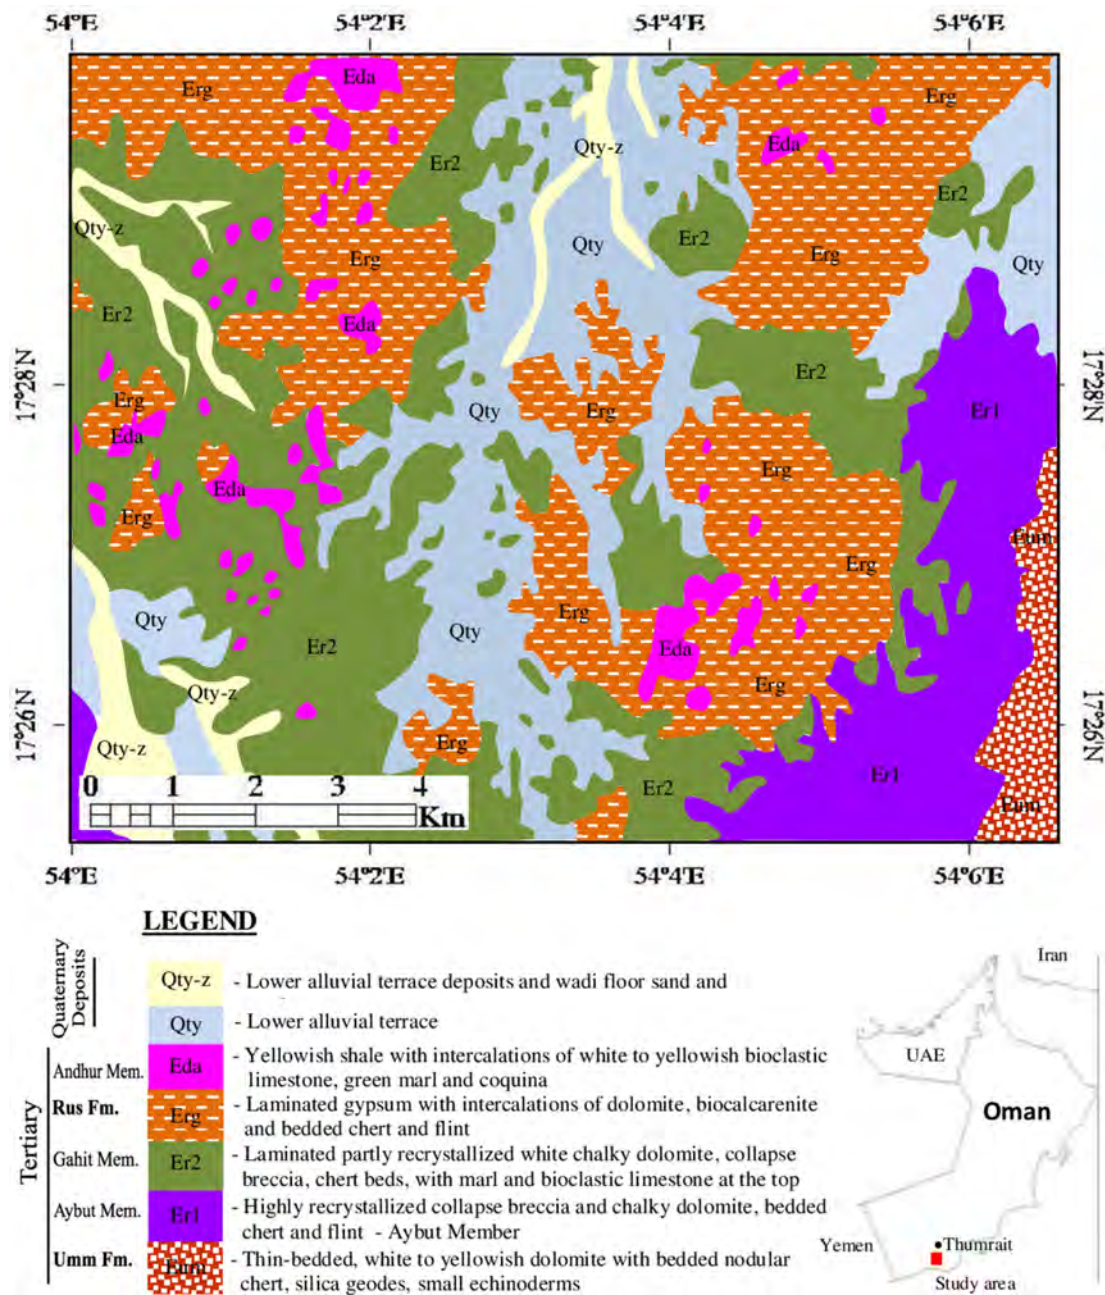 54°E 54°2'E 54°4'E 54°6'E
Eda
Erg
Erg
Eda
Qty-z
Er2
Er2
Qty-z
Er2
Qty
Erg
Erg
Qty
Er2
Eda
17°28'N
17°28'N
Er2
Erg
Qty
Erg
Er1
Eda
Erg
Eda
Erg
Eum
Erg
Erg
Qty
Er2
Qty
Eda
Qty-z
Erg
17°26'N
17°26'N
Qty-z
Erg
Er2
Er1
Eum
0 1 2 3 4
Km
54°E 54°2'E 54°4'E 54°6'E
LEGEND
Quaternary
Deposits
Qty-z - Lower alluvial terrace deposits and wadi floor sand and
Qty - Lower alluvial terrace
Tertiary
Andhur Mem. Eda - Yellowish shale with intercalations of white to yellowish bioclastic
limestone, green marl and coquina
Rus Fm. Erg - Laminated gypsum with intercalations of dolomite, biocalcarenite
and bedded chert and flint
Gahit Mem. Er2 - Laminated partly recrystallized white chalky dolomite, collapse
breccia, chert beds, with marl and bioclastic limestone at the top
Aybut Mem. Er1 - Highly recrystallized collapse breccia and chalky dolomite, bedded
chert and flint - Aybut Member
Umm Fm. Eum - Thin-bedded, white to yellowish dolomite with bedded nodular
chert, silica geodes, small echinoderms
Iran
UAE
Oman
Yemen
Thumrait
Study area